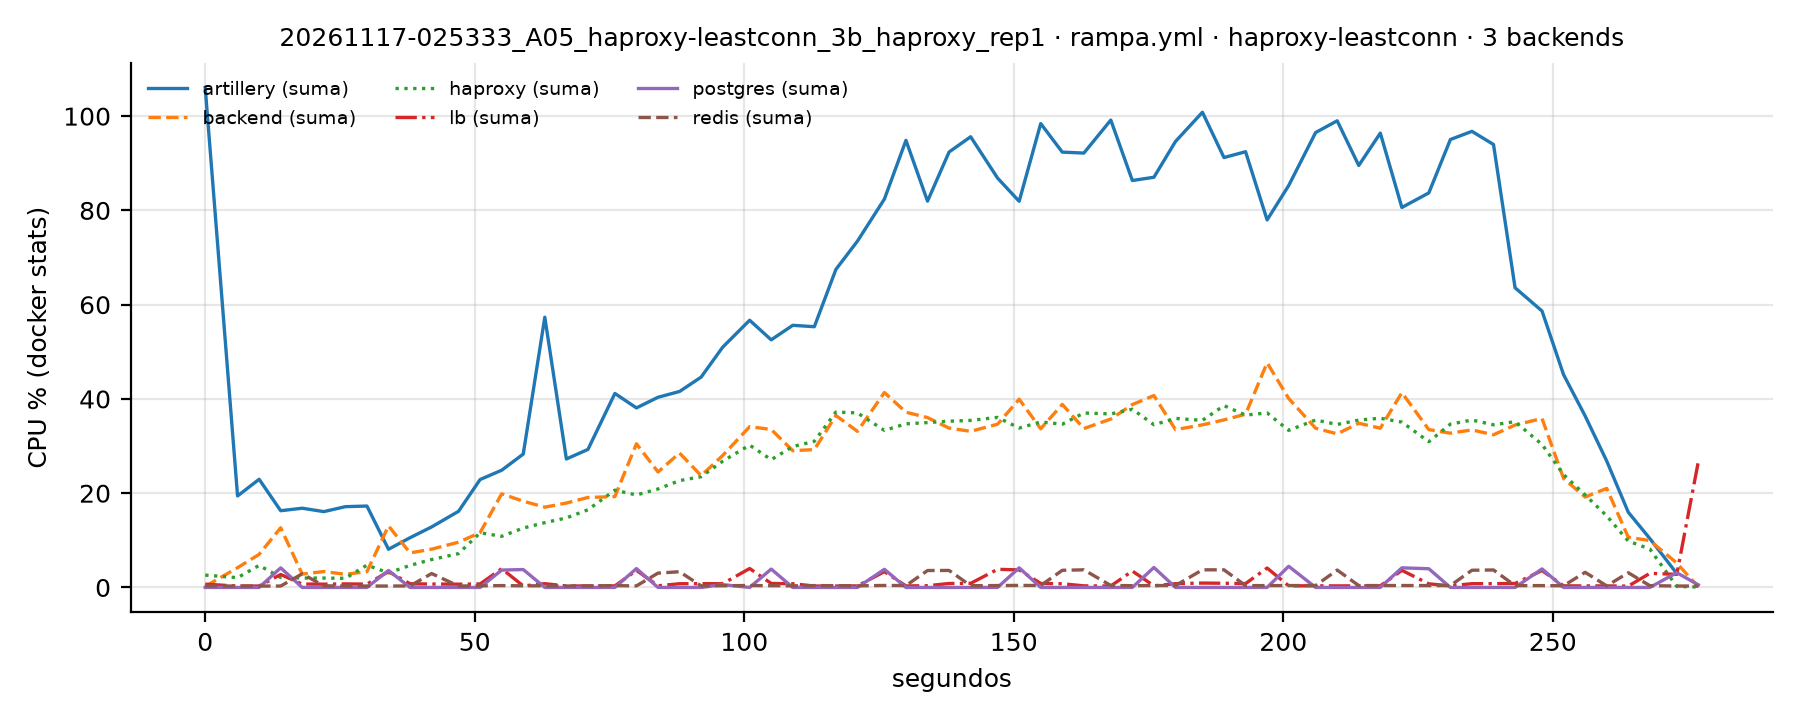 20261117-025333_A05_haproxy-leastconn_3b_haproxy_rep1 · rampa.yml · haproxy-leastconn · 3 backends
artillery (suma)
backend (suma)
haproxy (suma)
lb (suma)
postgres (suma)
redis (suma)
CPU % (docker stats)
100
80
60
40
20
0
0 50 100 150 200 250
segundos